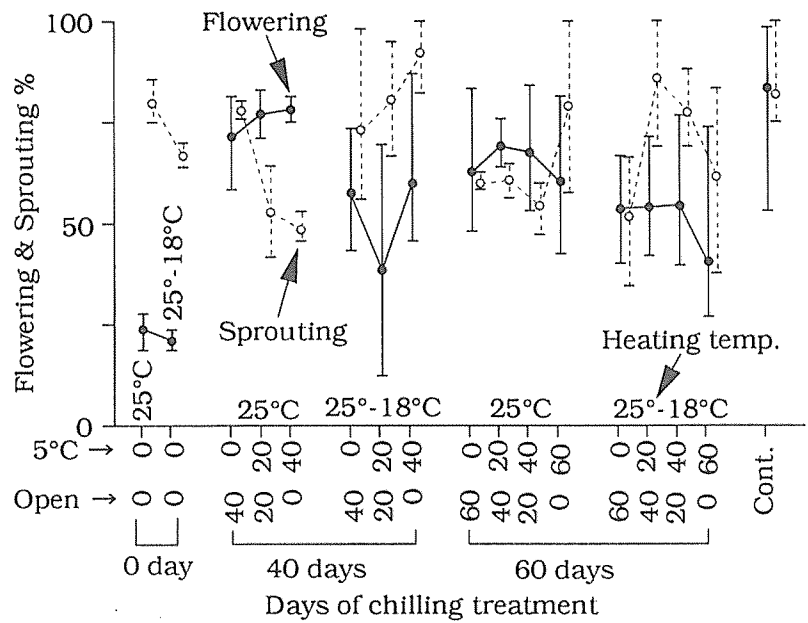 Flowering & Sprouting %
100
50
0
Flowering
Sprouting
Heating temp.
25°C
25°-18°C
25°C
25°-18°C
25°C
25°-18°C
5°C → 0 0 0 20 40 0 20 40 0 20 40 60 0 20 40 60
Open → 0 0 40 20 0 40 20 0 60 40 20 0 60 40 20 0
Cont.
0 day
40 days
60 days
Days of chilling treatment